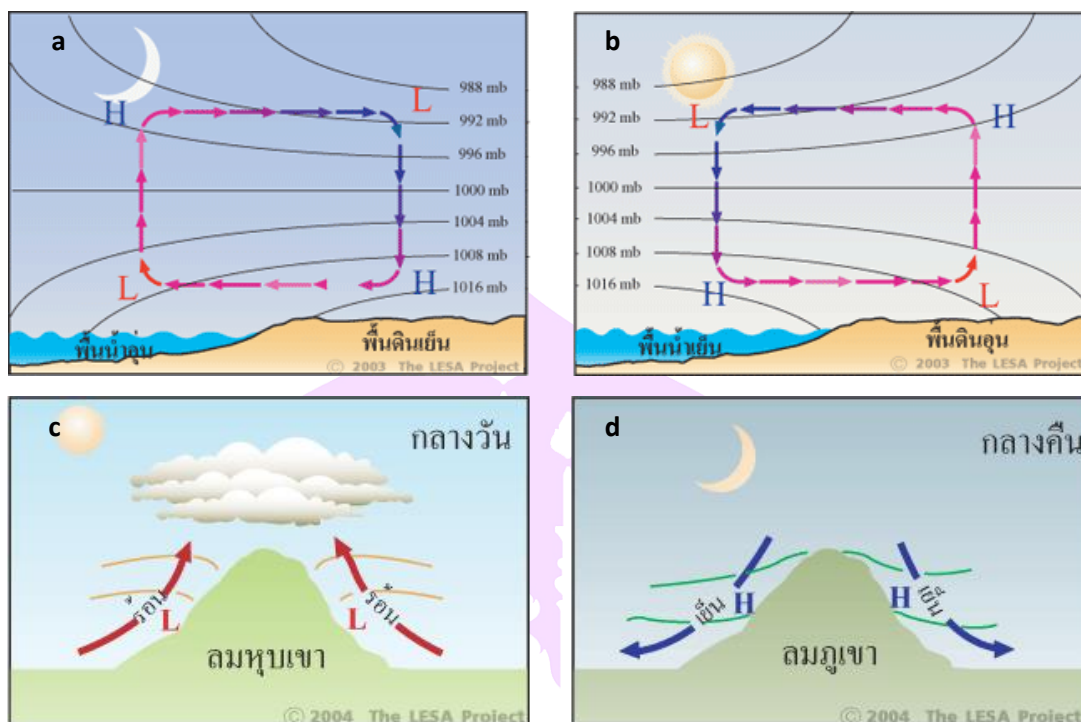 a
H
L
988 mb
992 mb
996 mb
1000 mb
1004 mb
1008 mb
1016 mb
L
H
พื้นน้ำอุ่น
พื้นดินเย็น
© 2003 The LESA Project
b
988 mb
992 mb
996 mb
1000 mb
1004 mb
1008 mb
1016 mb
L
H
H
L
พื้นน้ำเย็น
พื้นดินอุ่น
© 2003 The LESA Project
c
กลางวัน
ร้อน
L
L
ร้อน
ลมหุบเขา
© 2004 The LESA Project
d
กลางคืน
เย็น
H
H
เย็น
ลมภูเขา
© 2004 The LESA Project